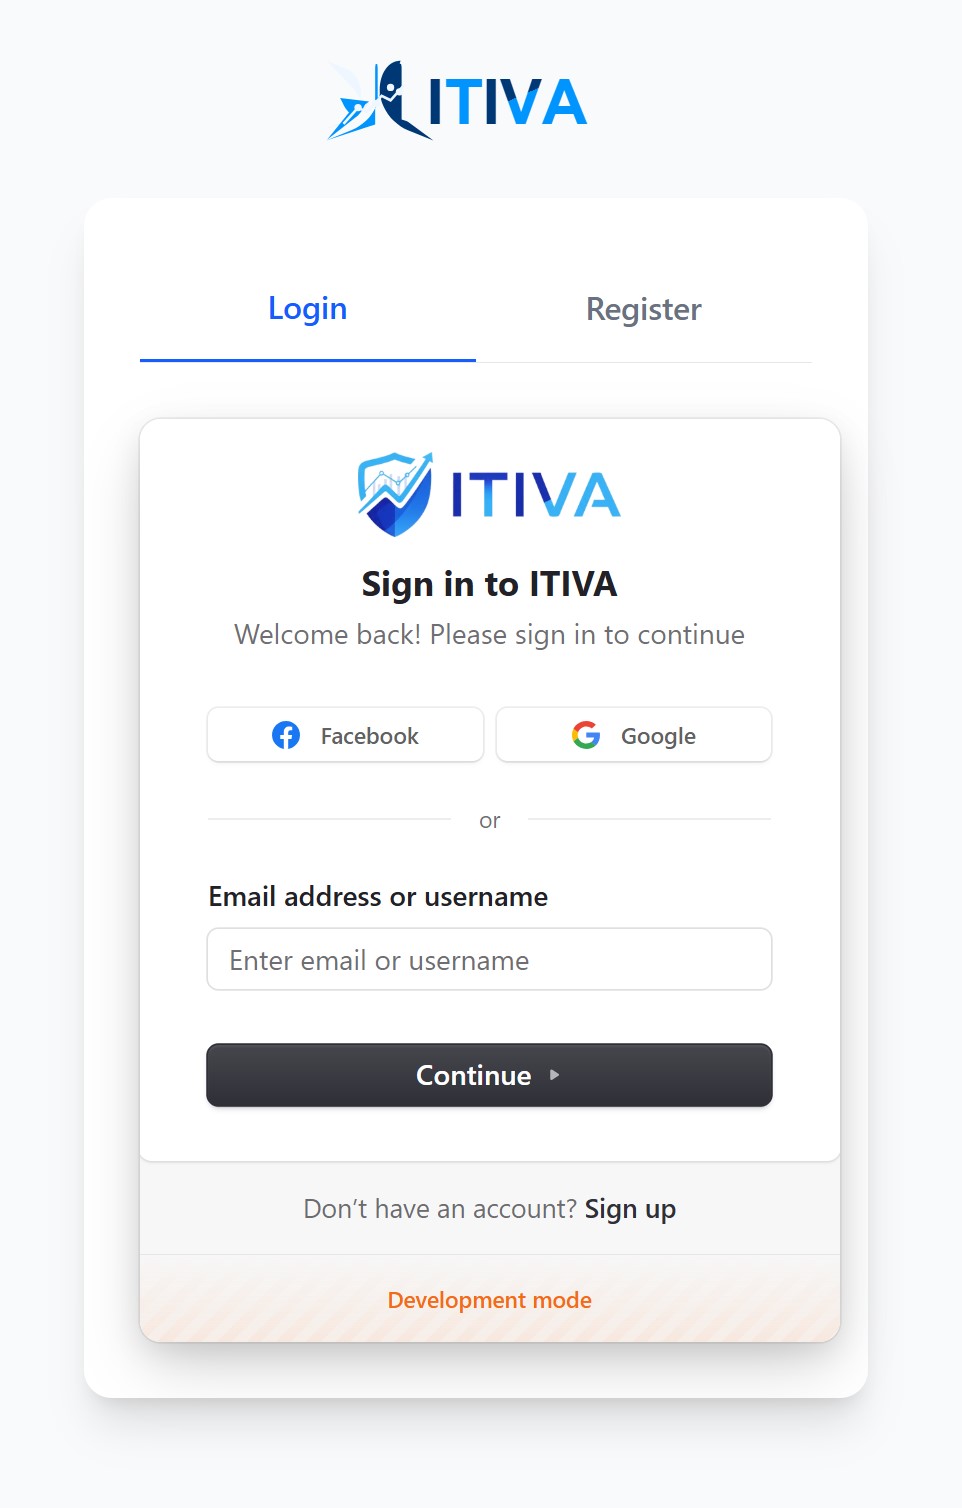 ITIVA
Login
Register
ITIVA
Sign in to ITIVA
Welcome back! Please sign in to continue
Facebook
Google
or
Email address or username
Enter email or username
Continue
Don’t have an account? Sign up
Development mode